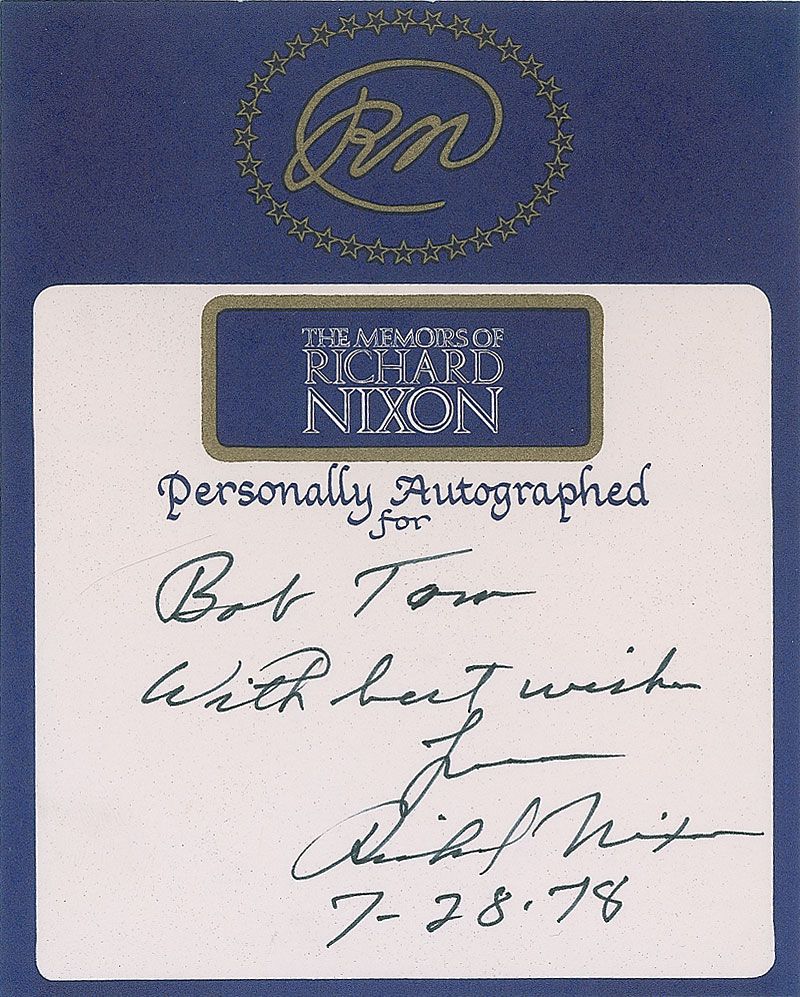 RN
THE MEMOIRS OF
RICHARD
NIXON
Personally Autographed
for
Bob Tom
With best wishes
from
Richard Nixon
7-28-78